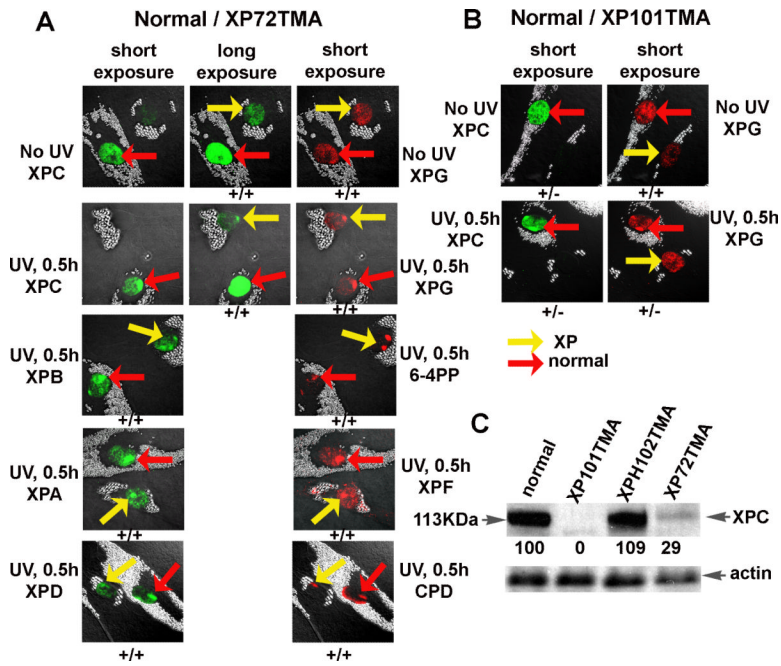 A
Normal / XP72TMA
short exposure
long exposure
short exposure
No UV XPC
No UV XPG
+/+
+/+
UV, 0.5h XPC
UV, 0.5h XPG
+/+
+/+
UV, 0.5h XPB
UV, 0.5h 6-4PP
+/+
+/+
UV, 0.5h XPA
UV, 0.5h XPF
+/+
+/+
UV, 0.5h XPD
UV, 0.5h CPD
+/+
+/+
B
Normal / XP101TMA
short exposure
short exposure
No UV XPC
No UV XPG
+/-
+/+
UV, 0.5h XPC
UV, 0.5h XPG
+/-
+/-
XP
normal
C
normal
XP101TMA
XPH102TMA
XP72TMA
113KDa
XPC
100 0 109 29
actin